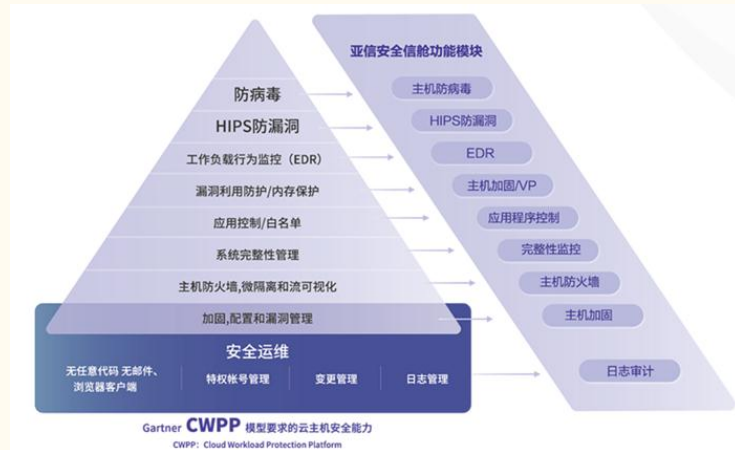 亚信安全信舱功能模块
防病毒
主机防病毒
HIPS防漏洞
HIPS防漏洞
工作负载行为监控（EDR）
EDR
漏洞利用防护/内存保护
主机加固/VP
应用控制/白名单
应用程序控制
系统完整性管理
完整性监控
主机防火墙,微隔离和流可视化
主机防火墙
加固,配置和漏洞管理
主机加固
安全运维
无任意代码 无邮件、
浏览器客户端
特权帐号管理
变更管理
日志管理
日志审计
Gartner CWPP 模型要求的云主机安全能力
CWPP：Cloud Workload Protection Platform